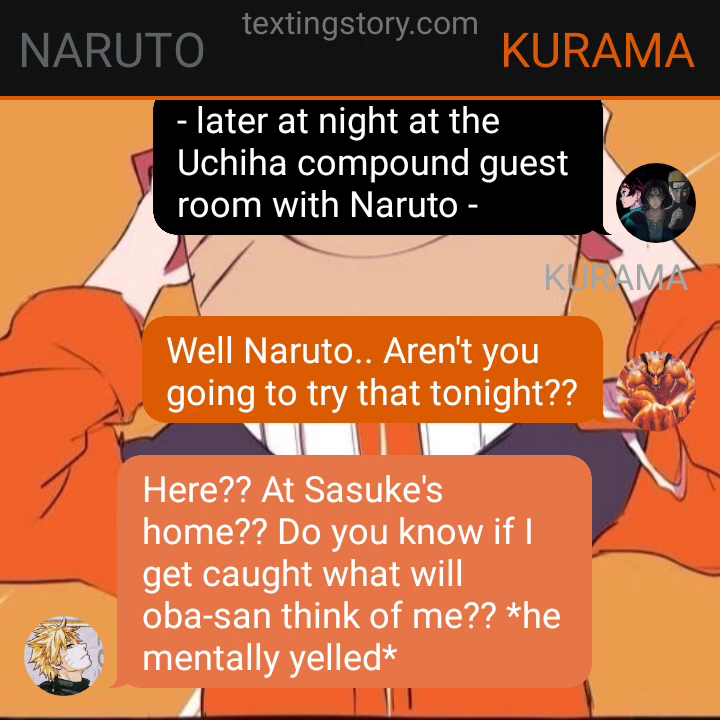 textingstory.com
NARUTO
KURAMA
- later at night at the
Uchiha compound guest
room with Naruto -
KURAMA
Well Naruto.. Aren't you
going to try that tonight??
Here?? At Sasuke's
home?? Do you know if I
get caught what will
oba-san think of me?? *he
mentally yelled*